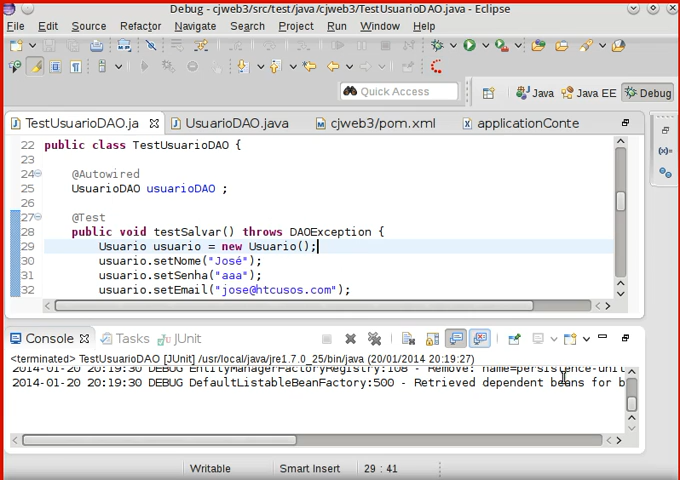 Debug - cjweb3/src/test/java/cjweb3/TestUsuarioDAO.java - Eclipse
File Edit Source Refactor Navigate Search Project Run Window Help
Quick Access
Java
Java EE
Debug
TestUsuarioDAO.ja
UsuarioDAO.java
cjweb3/pom.xml
applicationConte
22 public class TestUsuarioDAO {
23
24 @Autowired
25 UsuarioDAO usuarioDAO ;
26
27 @Test
28 public void testSalvar() throws DAOException {
29 Usuario usuario = new Usuario();
30 usuario.setNome("José");
31 usuario.setSenha("aaa");
32 usuario.setEmail("jose@htcusos.com");
Console
Tasks
JUnit
<terminated> TestUsuarioDAO [JUnit] /usr/local/java/jre1.7.0_25/bin/java (20/01/2014 20:19:27)
2014-01-20 20:19:30 DEBUG EntityManagerFactoryRegistry:108 - Remove: name=persistence-unit
2014-01-20 20:19:30 DEBUG DefaultListableBeanFactory:500 - Retrieved dependent beans for b
Writable
Smart Insert
29 : 41